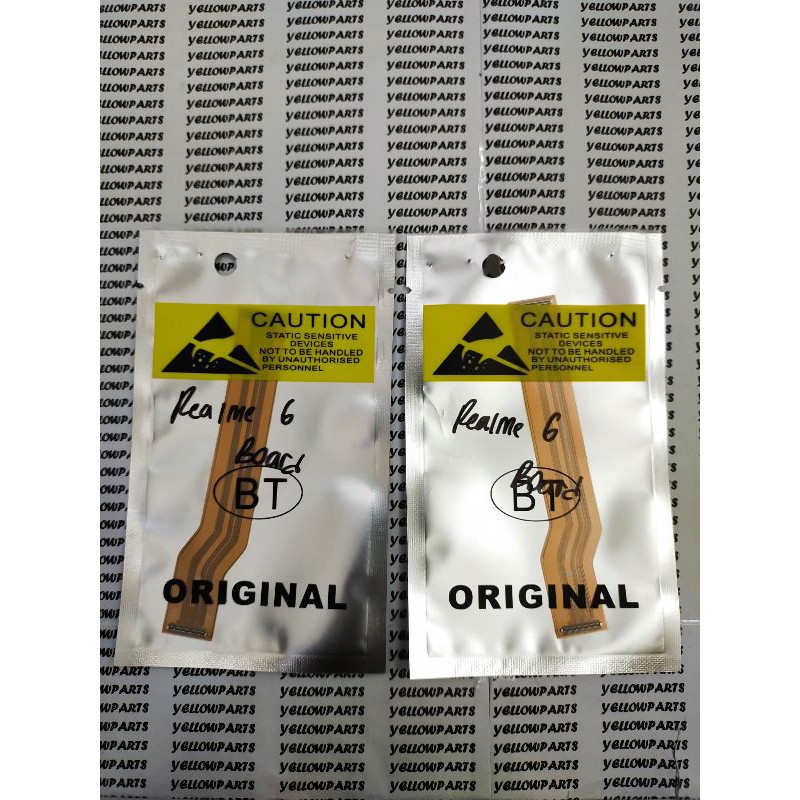 yellowparts
CAUTION
STATIC SENSITIVE
DEVICES
NOT TO BE HANDLED
BY UNAUTHORISED
PERSONNEL
Realme 6
Board
BT
ORIGINAL
CAUTION
STATIC SENSITIVE
DEVICES
NOT TO BE HANDLED
BY UNAUTHORISED
PERSONNEL
Realme 6
Board
BT
ORIGINAL